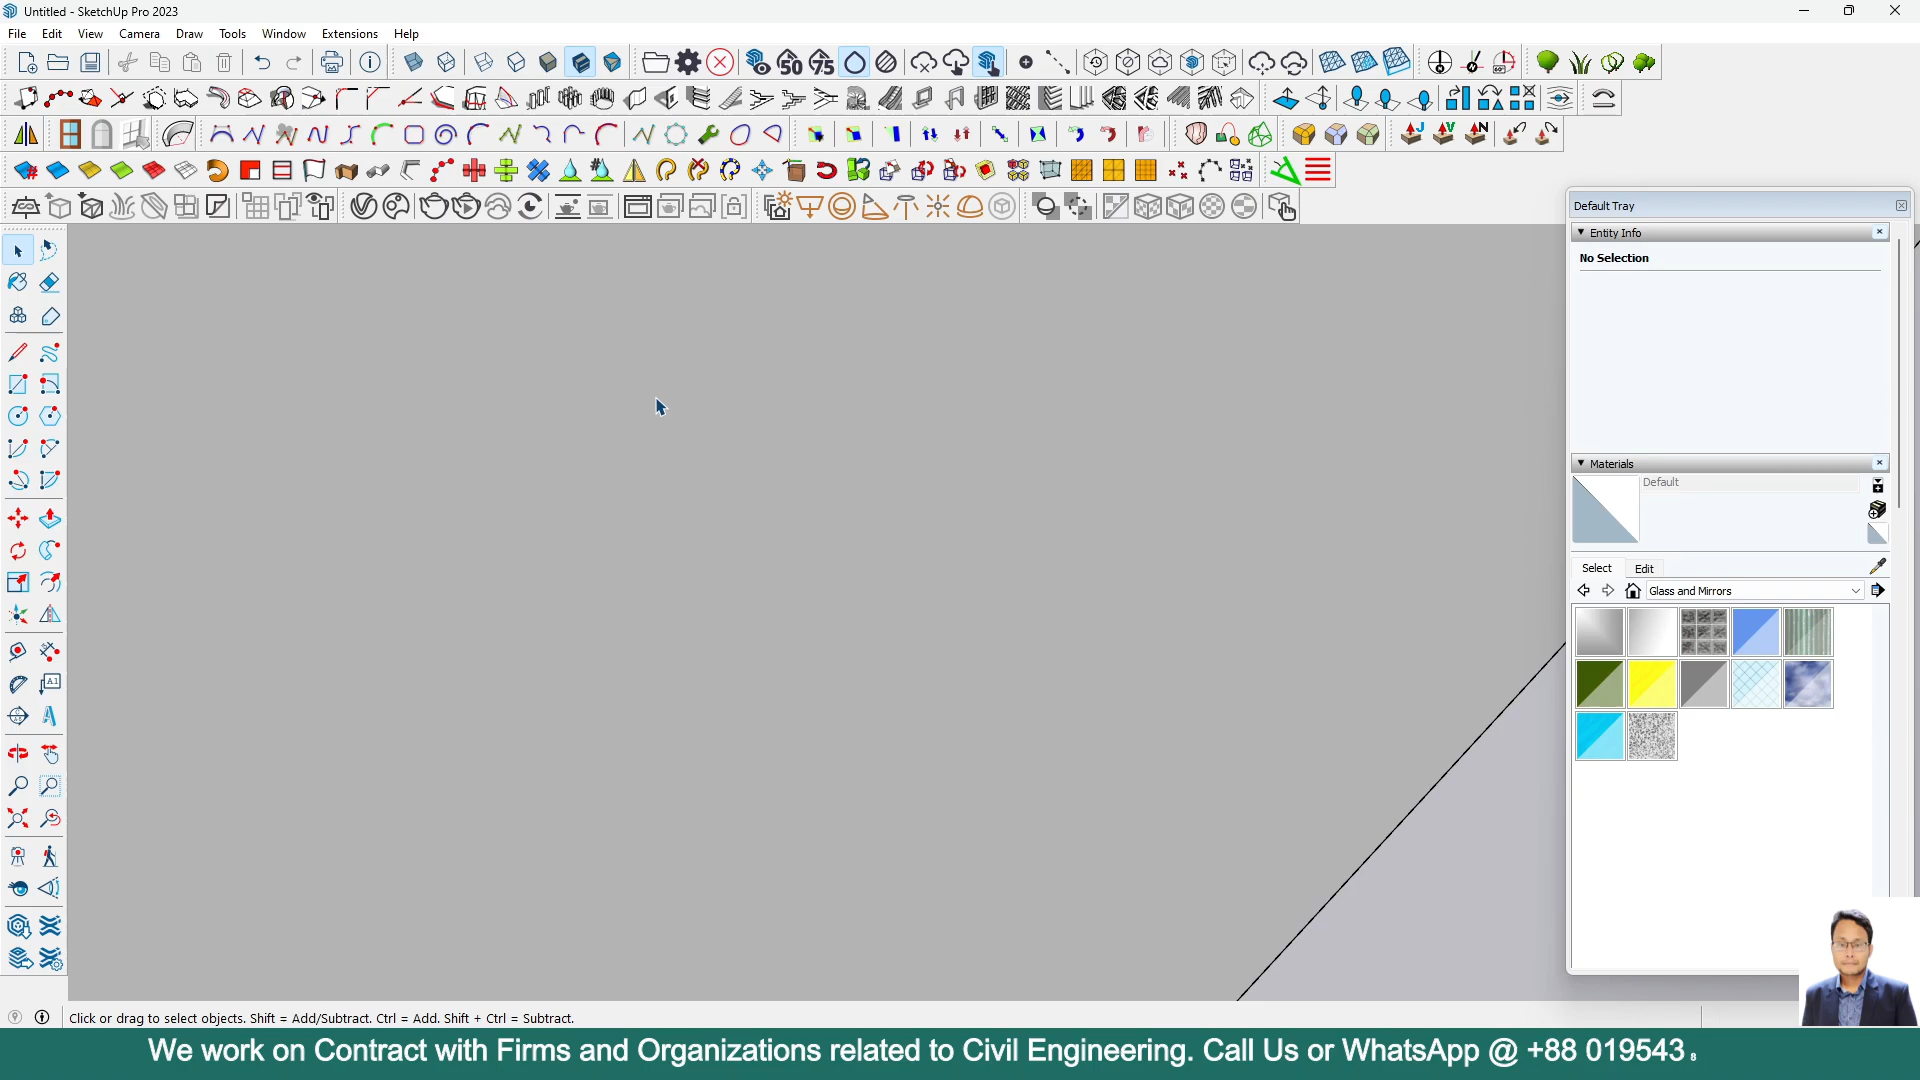 Untitled - SketchUp Pro 2023
File Edit View Camera Draw Tools Window Extensions Help
50 75
J V N
Default Tray
Entity Info
No Selection
Materials
Default
Select Edit
Glass and Mirrors
A1
Click or drag to select objects. Shift = Add/Subtract. Ctrl = Add. Shift + Ctrl = Subtract.
We work on Contract with Firms and Organizations related to Civil Engineering. Call Us or WhatsApp @ +88 019543